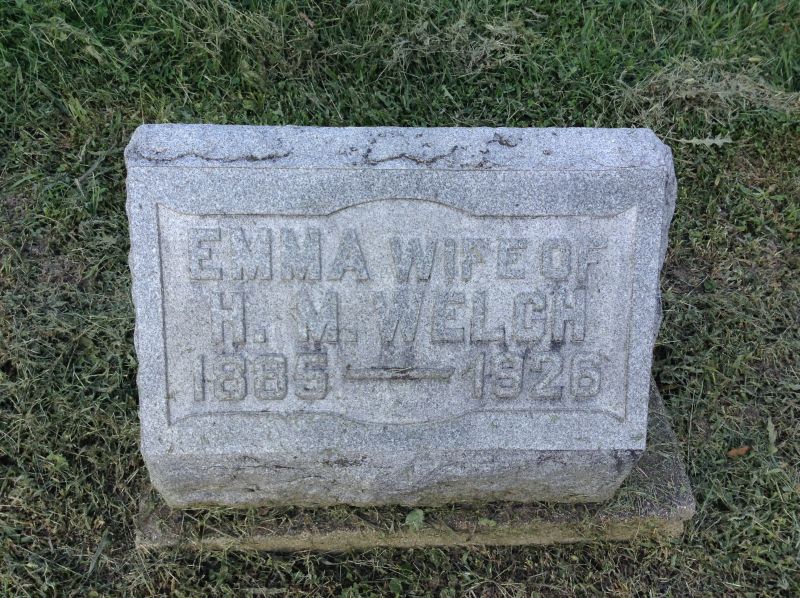 EMMA WIFE OF
H. M. WELCH
1885 — 1926